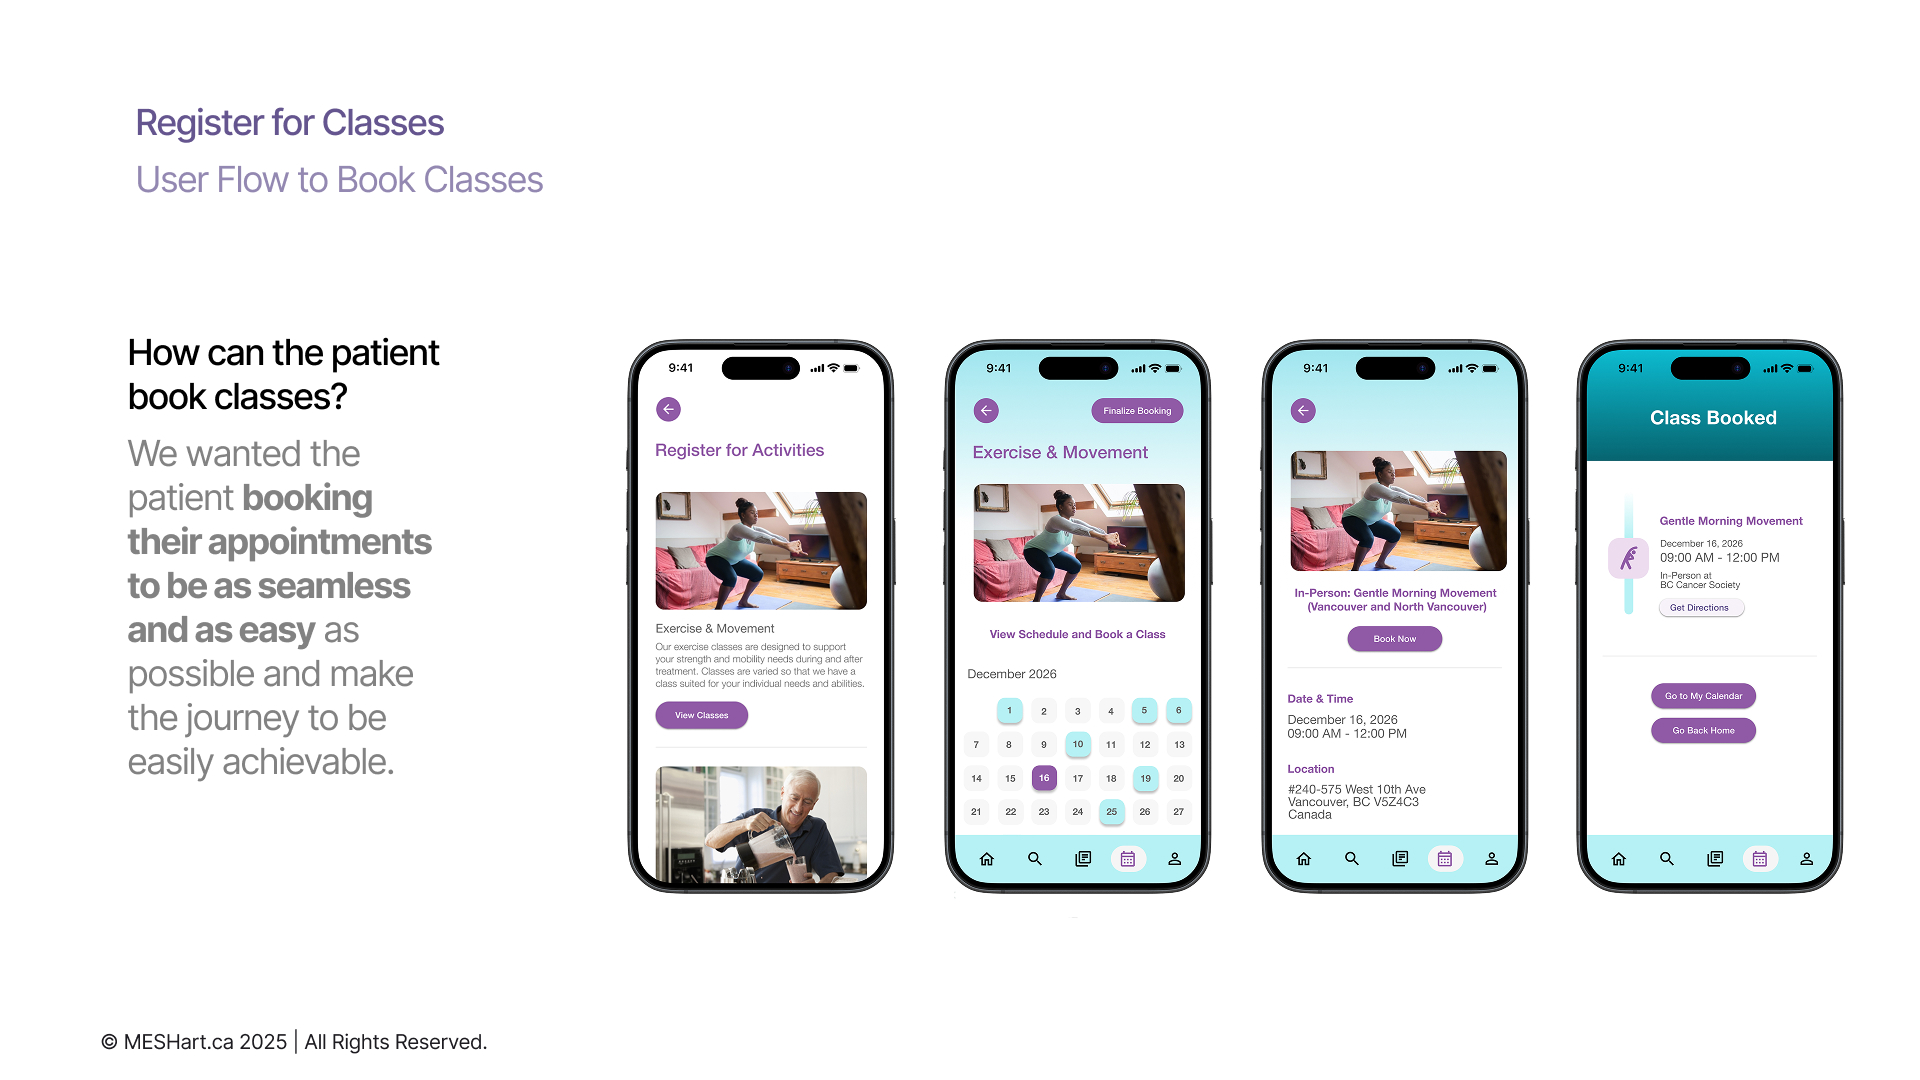 Register for Classes
User Flow to Book Classes
How can the patient
book classes?
We wanted the
patient booking
their appointments
to be as seamless
and as easy as
possible and make
the journey to be
easily achievable.
9:41
Register for Activities
Exercise & Movement
Our exercise classes are designed to support
your strength and mobility needs during and after
treatment. Classes are varied so that we have a
class suited for your individual needs and abilities.
View Classes
9:41
Finalize Booking
Exercise & Movement
View Schedule and Book a Class
December 2026
1 2 3 4 5 6
7 8 9 10 11 12 13
14 15 16 17 18 19 20
21 22 23 24 25 26 27
9:41
In-Person: Gentle Morning Movement
(Vancouver and North Vancouver)
Book Now
Date & Time
December 16, 2026
09:00 AM - 12:00 PM
Location
#240-575 West 10th Ave
Vancouver, BC V5Z4C3
Canada
9:41
Class Booked
Gentle Morning Movement
December 16, 2026
09:00 AM - 12:00 PM
In-Person at
BC Cancer Society
Get Directions
Go to My Calendar
Go Back Home
© MESHart.ca 2025 | All Rights Reserved.